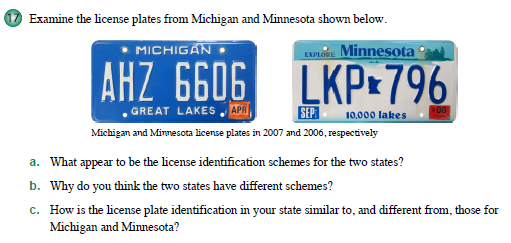 17 Examine the license plates from Michigan and Minnesota shown below.
MICHIGAN
AHZ 6606
GREAT LAKES APR
EXPLORE Minnesota
LKP 796
SEP 10,000 lakes 08
Michigan and Minnesota license plates in 2007 and 2006, respectively
a. What appear to be the license identification schemes for the two states?
b. Why do you think the two states have different schemes?
c. How is the license plate identification in your state similar to, and different from, those for
Michigan and Minnesota?